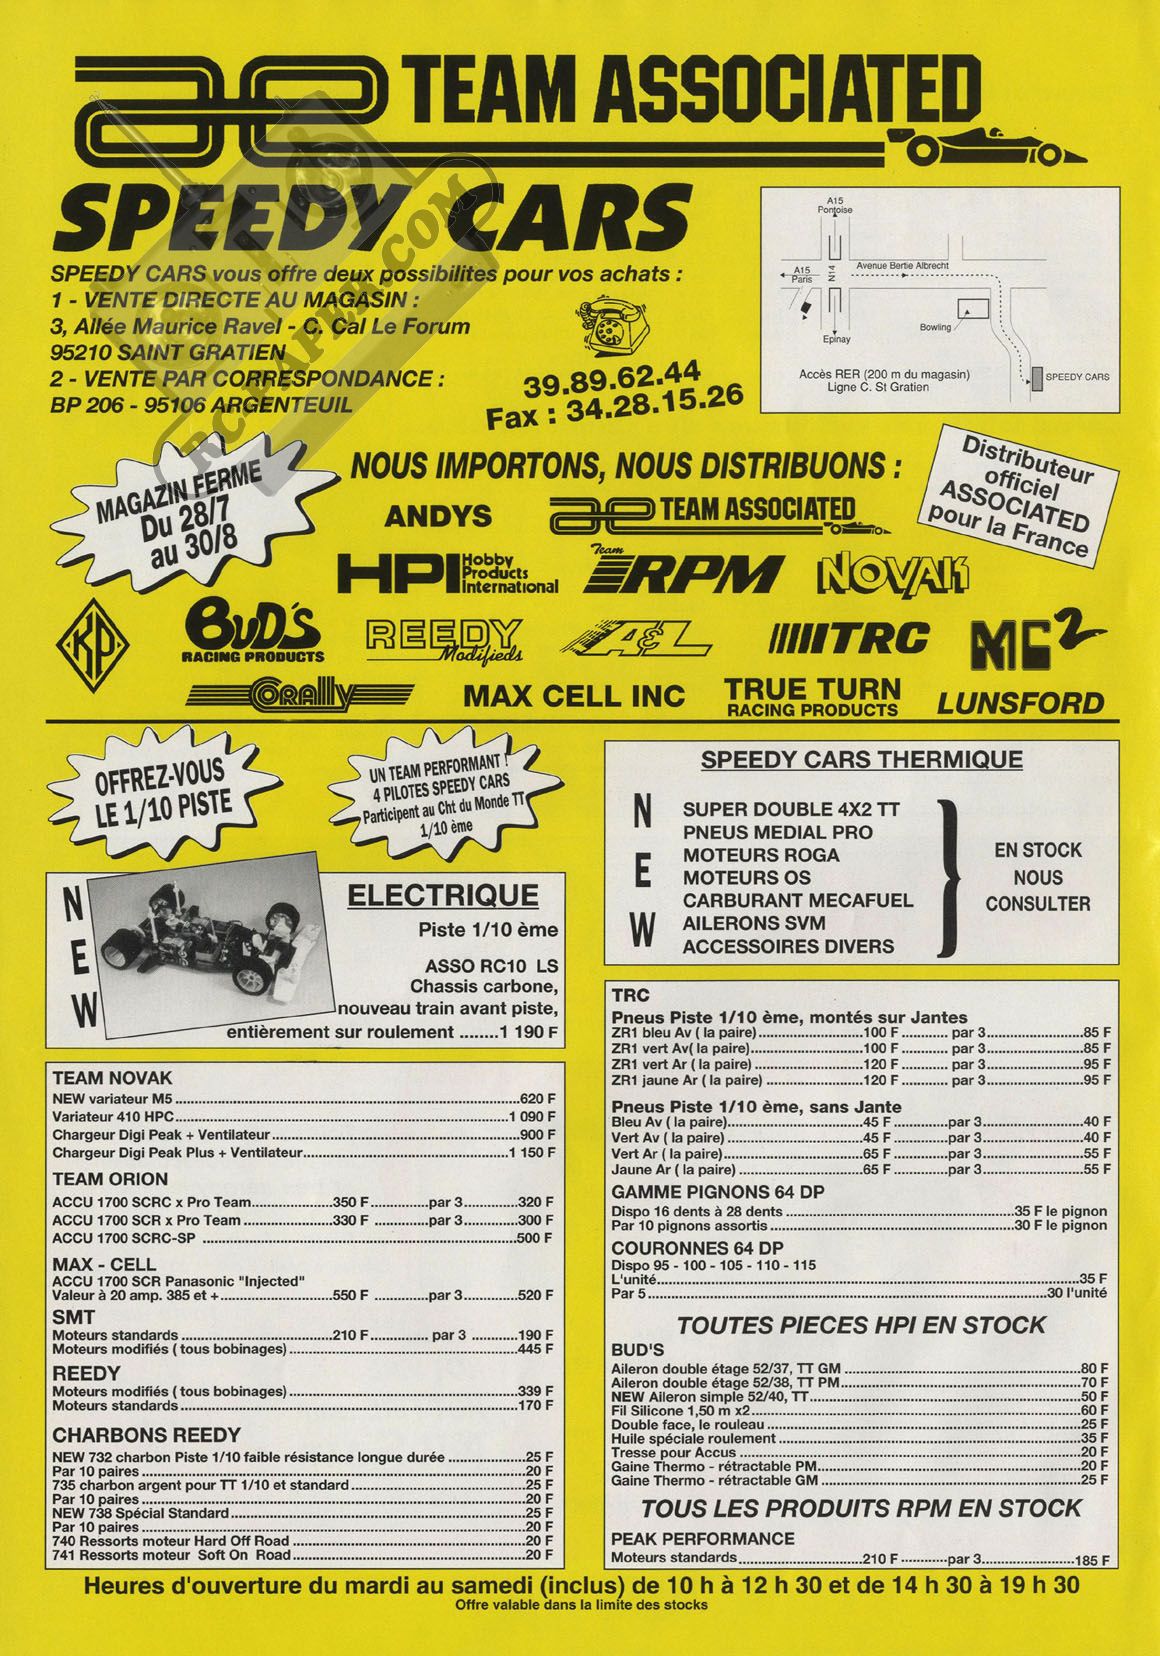 ae TEAM ASSOCIATED
SPEEDY CARS
SPEEDY CARS vous offre deux possibilites pour vos achats :
1 - VENTE DIRECTE AU MAGASIN :
3, Allée Maurice Ravel - C. Cal Le Forum
95210 SAINT GRATIEN
2 - VENTE PAR CORRESPONDANCE :
BP 206 - 95106 ARGENTEUIL
39.89.62.44
Fax : 34.28.15.26
RCPAPER.COM
A15
Pontoise
A15
Paris
N14
Avenue Bertie Albrecht
Bowling
Epinay
SPEEDY CARS
Accès RER (200 m du magasin)
Ligne C. St Gratien
MAGAZIN FERME
Du 28/7
au 30/8
NOUS IMPORTONS, NOUS DISTRIBUONS :
Distributeur
officiel
ASSOCIATED
pour la France
ANDYS
ae TEAM ASSOCIATED
HPI Hobby
Products
International
Team
RPM
NOVAK
KP
BUD'S
RACING PRODUCTS
REEDY
Modifieds
A&L
TRC
MC2
CORALLY
MAX CELL INC
TRUE TURN
RACING PRODUCTS
LUNSFORD
OFFREZ-VOUS
LE 1/10 PISTE
UN TEAM PERFORMANT !
4 PILOTES SPEEDY CARS
Participent au Cht du Monde TT
1/10 ème
NEW
ELECTRIQUE
Piste 1/10 ème
ASSO RC10 LS
Chassis carbone,
nouveau train avant piste,
entièrement sur roulement ........1 190 F
SPEEDY CARS THERMIQUE
NEW
SUPER DOUBLE 4X2 TT
PNEUS MEDIAL PRO
MOTEURS ROGA
MOTEURS OS
CARBURANT MECAFUEL
AILERONS SVM
ACCESSOIRES DIVERS
EN STOCK
NOUS
CONSULTER
TEAM NOVAK
NEW variateur M5.....620 F
Variateur 410 HPC.....1 090 F
Chargeur Digi Peak + Ventilateur.....900 F
Chargeur Digi Peak Plus + Ventilateur.....1 150 F
TEAM ORION
ACCU 1700 SCRC x Pro Team.....350 F.....par 3.....320 F
ACCU 1700 SCR x Pro Team.....330 F.....par 3.....300 F
ACCU 1700 SCRC-SP.....500 F
MAX - CELL
ACCU 1700 SCR Panasonic "Injected"
Valeur à 20 amp. 385 et +.....550 F.....par 3.....520 F
SMT
Moteurs standards.....210 F.....par 3.....190 F
Moteurs modifiés ( tous bobinages).....445 F
REEDY
Moteurs modifiés ( tous bobinages).....339 F
Moteurs standards.....170 F
CHARBONS REEDY
NEW 732 charbon Piste 1/10 faible résistance longue durée.....25 F
Par 10 paires.....20 F
735 charbon argent pour TT 1/10 et standard.....25 F
Par 10 paires.....20 F
NEW 738 Spécial Standard.....25 F
Par 10 paires.....20 F
740 Ressorts moteur Hard Off Road.....20 F
741 Ressorts moteur Soft On Road.....20 F
TRC
Pneus Piste 1/10 ème, montés sur Jantes
ZR1 bleu Av ( la paire).....100 F.....par 3.....85 F
ZR1 vert Av( la paire).....100 F.....par 3.....85 F
ZR1 vert Ar ( la paire).....120 F.....par 3.....95 F
ZR1 jaune Ar ( la paire).....120 F.....par 3.....95 F
Pneus Piste 1/10 ème, sans Jante
Bleu Av ( la paire).....45 F.....par 3.....40 F
Vert Av ( la paire).....45 F.....par 3.....40 F
Vert Ar ( la paire).....65 F.....par 3.....55 F
Jaune Ar ( la paire).....65 F.....par 3.....55 F
GAMME PIGNONS 64 DP
Dispo 16 dents à 28 dents.....35 F le pignon
Par 10 pignons assortis.....30 F le pignon
COURONNES 64 DP
Dispo 95 - 100 - 105 - 110 - 115
L'unité.....35 F
Par 5.....30 l'unité
TOUTES PIECES HPI EN STOCK
BUD'S
Aileron double étage 52/37, TT GM.....80 F
Aileron double étage 52/38, TT PM.....70 F
NEW Aileron simple 52/40, TT.....50 F
Fil Silicone 1,50 m x2.....60 F
Double face, le rouleau.....25 F
Huile spéciale roulement.....35 F
Tresse pour Accus.....20 F
Gaine Thermo - rétractable PM.....20 F
Gaine Thermo - rétractable GM.....25 F
TOUS LES PRODUITS RPM EN STOCK
PEAK PERFORMANCE
Moteurs standards.....210 F.....par 3.....185 F
Heures d'ouverture du mardi au samedi (inclus) de 10 h à 12 h 30 et de 14 h 30 à 19 h 30
Offre valable dans la limite des stocks